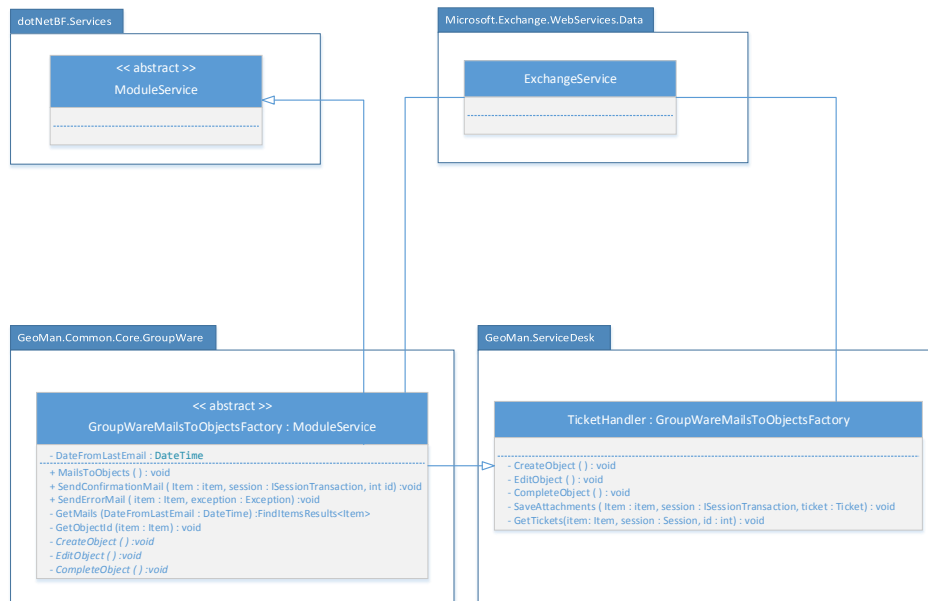 dotNetBF.Services
<< abstract >>
ModuleService
Microsoft.Exchange.WebServices.Data
ExchangeService
GeoMan.Common.Core.GroupWare
<< abstract >>
GroupWareMailsToObjectsFactory : ModuleService
- DateFromLastEmail : DateTime
+ MailsToObjects ( ) : void
+ SendConfirmationMail ( Item : item, session : ISessionTransaction, int id) :void
+ SendErrorMail ( item : Item, exception : Exception) :void
- GetMails (DateFromLastEmail : DateTime) :FindItemsResults<Item>
- GetObjectId (item : Item) : void
- CreateObject ( ) :void
- EditObject ( ) :void
- CompleteObject ( ) :void
GeoMan.ServiceDesk
TicketHandler : GroupWareMailsToObjectsFactory
- CreateObject ( ) : void
- EditObject ( ) : void
- CompleteObject ( ) : void
- SaveAttachments ( Item : item, session : ISessionTransaction, ticket : Ticket) : void
- GetTickets(item: Item, session : Session, id : int) : void